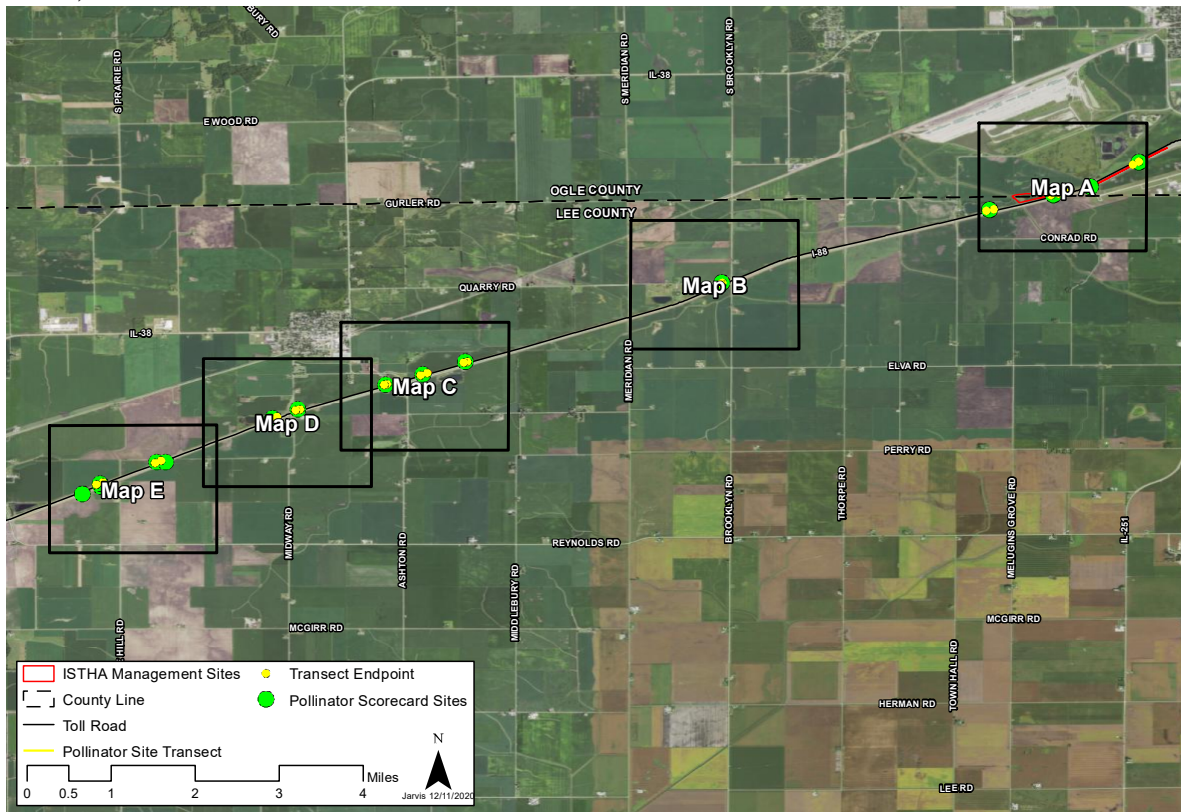 BURY RD
S PRAIRIE RD
S MERIDIAN RD
S BROOKLYN RD
IL-38
E WOOD RD
OGLE COUNTY
Map A
GURLER RD
LEE COUNTY
CONRAD RD
I-88
QUARRY RD
Map B
IL-38
MERIDIAN RD
ELVA RD
Map C
Map D
PERRY RD
Map E
THORPE RD
BROOKLYN RD
MELUGINS GROVE RD
IL-251
MIDWAY RD
ASHTON RD
REYNOLDS RD
MIDDLEBURY RD
MCGIRR RD
MCGIRR RD
HILL RD
TOWN HALL RD
HERMAN RD
LEE RD
ISTHA Management Sites
Transect Endpoint
County Line
Pollinator Scorecard Sites
Toll Road
Pollinator Site Transect
N
Miles
0 0.5 1 2 3 4
Jarvis 12/11/2020